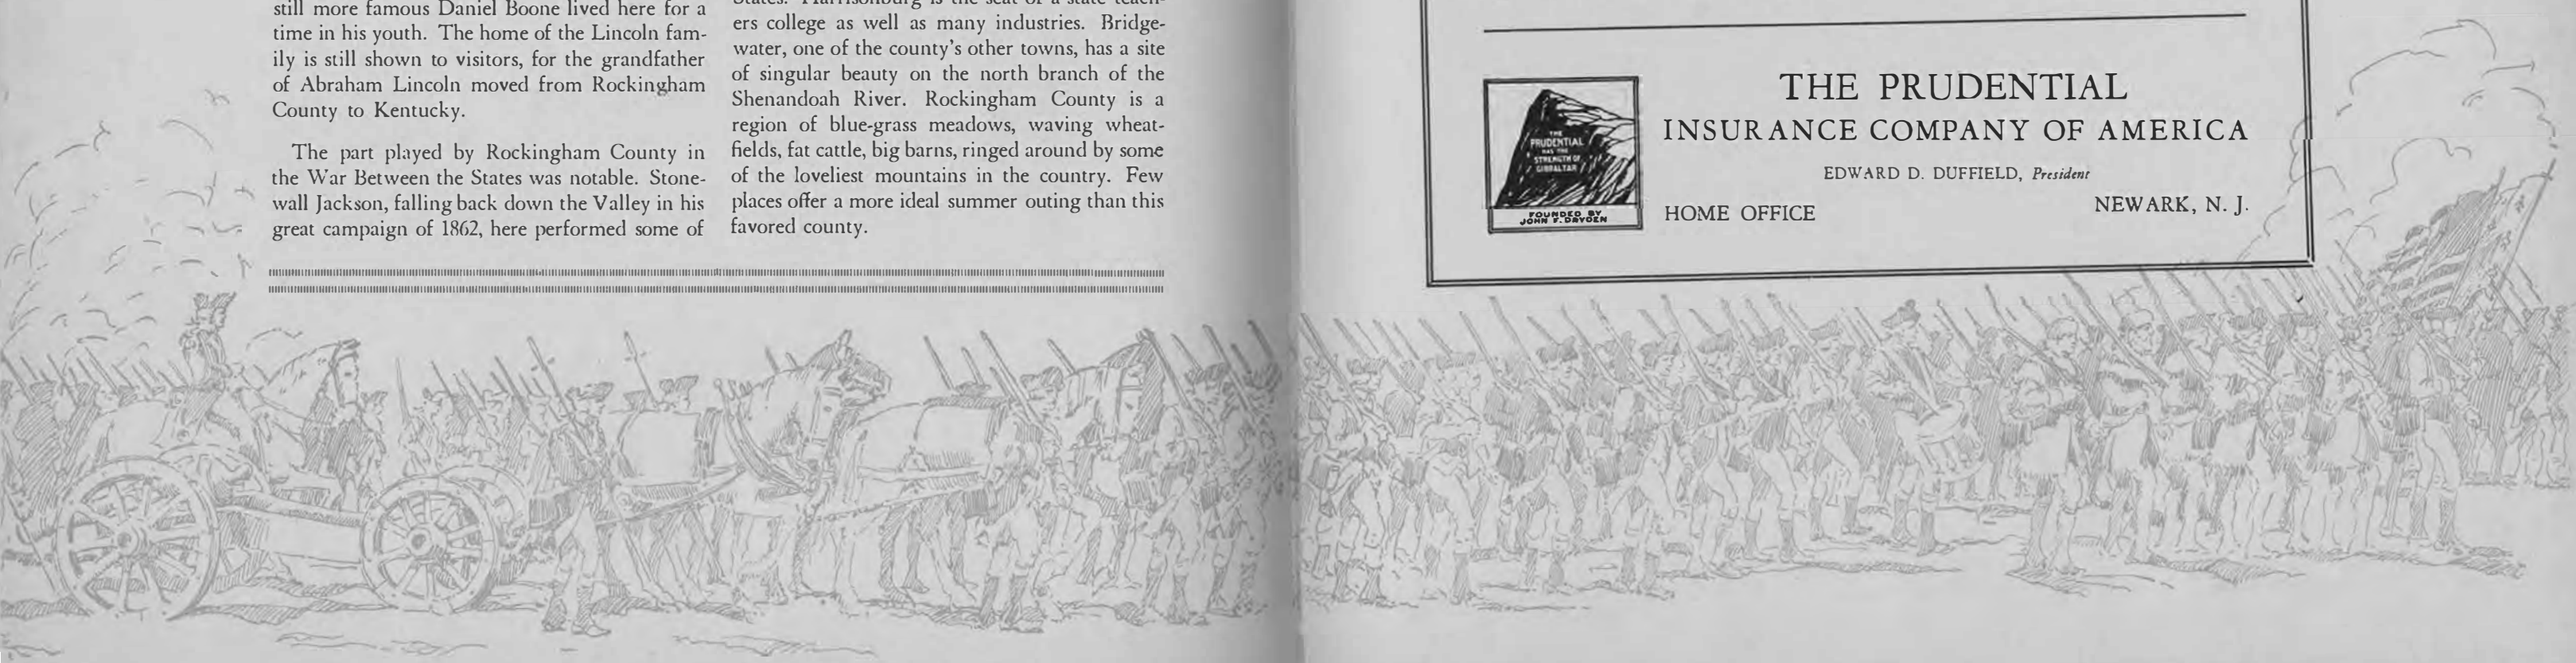 still more famous Daniel Boone lived here for a
time in his youth. The home of the Lincoln fam-
ily is still shown to visitors, for the grandfather
of Abraham Lincoln moved from Rockingham
County to Kentucky.
The part played by Rockingham County in
the War Between the States was notable. Stone-
wall Jackson, falling back down the Valley in his
great campaign of 1862, here performed some of
States. Harrisonburg is the seat of a state teach-
ers college as well as many industries. Bridge-
water, one of the county's other towns, has a site
of singular beauty on the north branch of the
Shenandoah River. Rockingham County is a
region of blue-grass meadows, waving wheat-
fields, fat cattle, big barns, ringed around by some
of the loveliest mountains in the country. Few
places offer a more ideal summer outing than this
favored county.
THE
PRUDENTIAL
HAS THE
STRENGTH OF
GIBRALTAR
FOUNDED BY
JOHN F. DRYDEN
THE PRUDENTIAL
INSURANCE COMPANY OF AMERICA
EDWARD D. DUFFIELD, President
HOME OFFICE NEWARK, N. J.